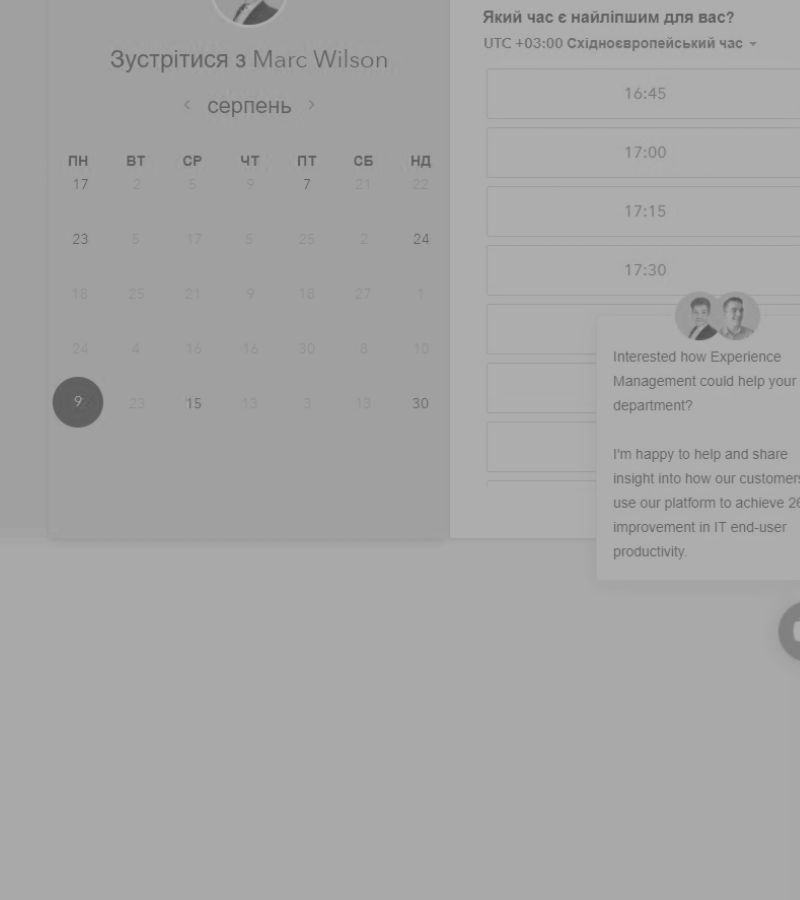 Зустрітися з Marc Wilson
серпень
ПН ВТ СР ЧТ ПТ СБ НД
17 2 5 9 7 21 22
23 5 17 5 25 2 24
18 25 21 9 18 27 1
24 4 16 16 30 8 10
9 23 15 13 3 13 30
Який час є найліпшим для вас?
UTC +03:00 Східноєвропейський час
16:45
17:00
17:15
17:30
Interested how Experience
Management could help your
department?
I'm happy to help and share
insight into how our customers
use our platform to achieve 26
improvement in IT end-user
productivity.